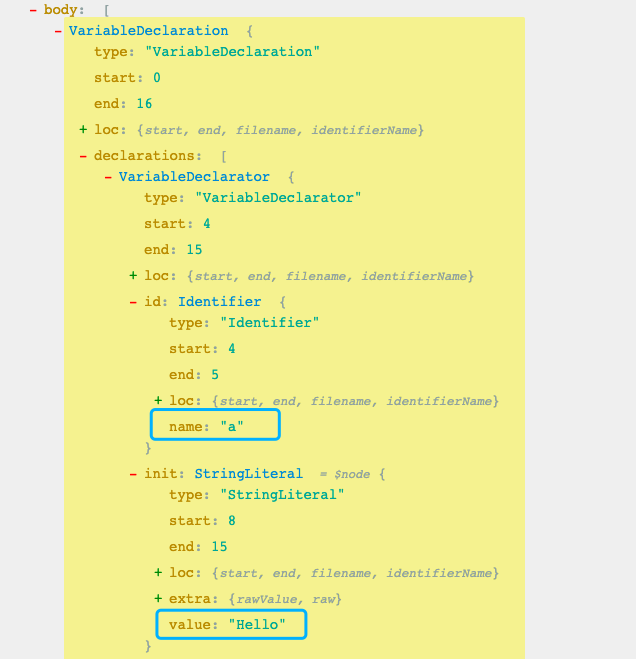 - body: [
- VariableDeclaration {
type: "VariableDeclaration"
start: 0
end: 16
+ loc: {start, end, filename, identifierName}
- declarations: [
- VariableDeclarator {
type: "VariableDeclarator"
start: 4
end: 15
+ loc: {start, end, filename, identifierName}
- id: Identifier {
type: "Identifier"
start: 4
end: 5
+ loc: {start, end, filename, identifierName}
name: "a"
}
- init: StringLiteral = $node {
type: "StringLiteral"
start: 8
end: 15
+ loc: {start, end, filename, identifierName}
+ extra: {rawValue, raw}
value: "Hello"
}